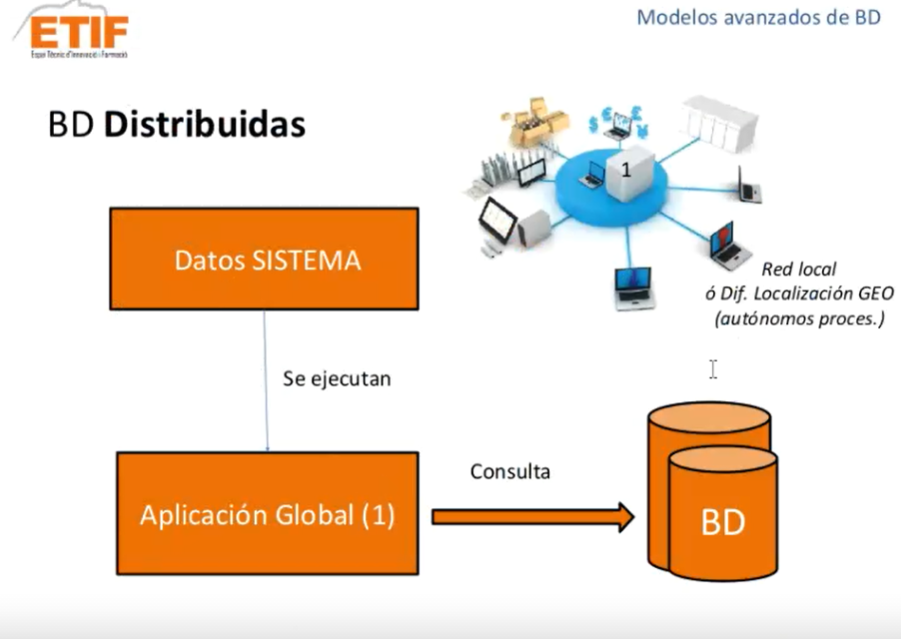 ETIF
Espai Tècnic d'Innovació i Formació
Modelos avanzados de BD
BD Distribuidas
1
Datos SISTEMA
Red local
ó Dif. Localización GEO
(autónomos proces.)
Se ejecutan
Consulta
Aplicación Global (1)
BD